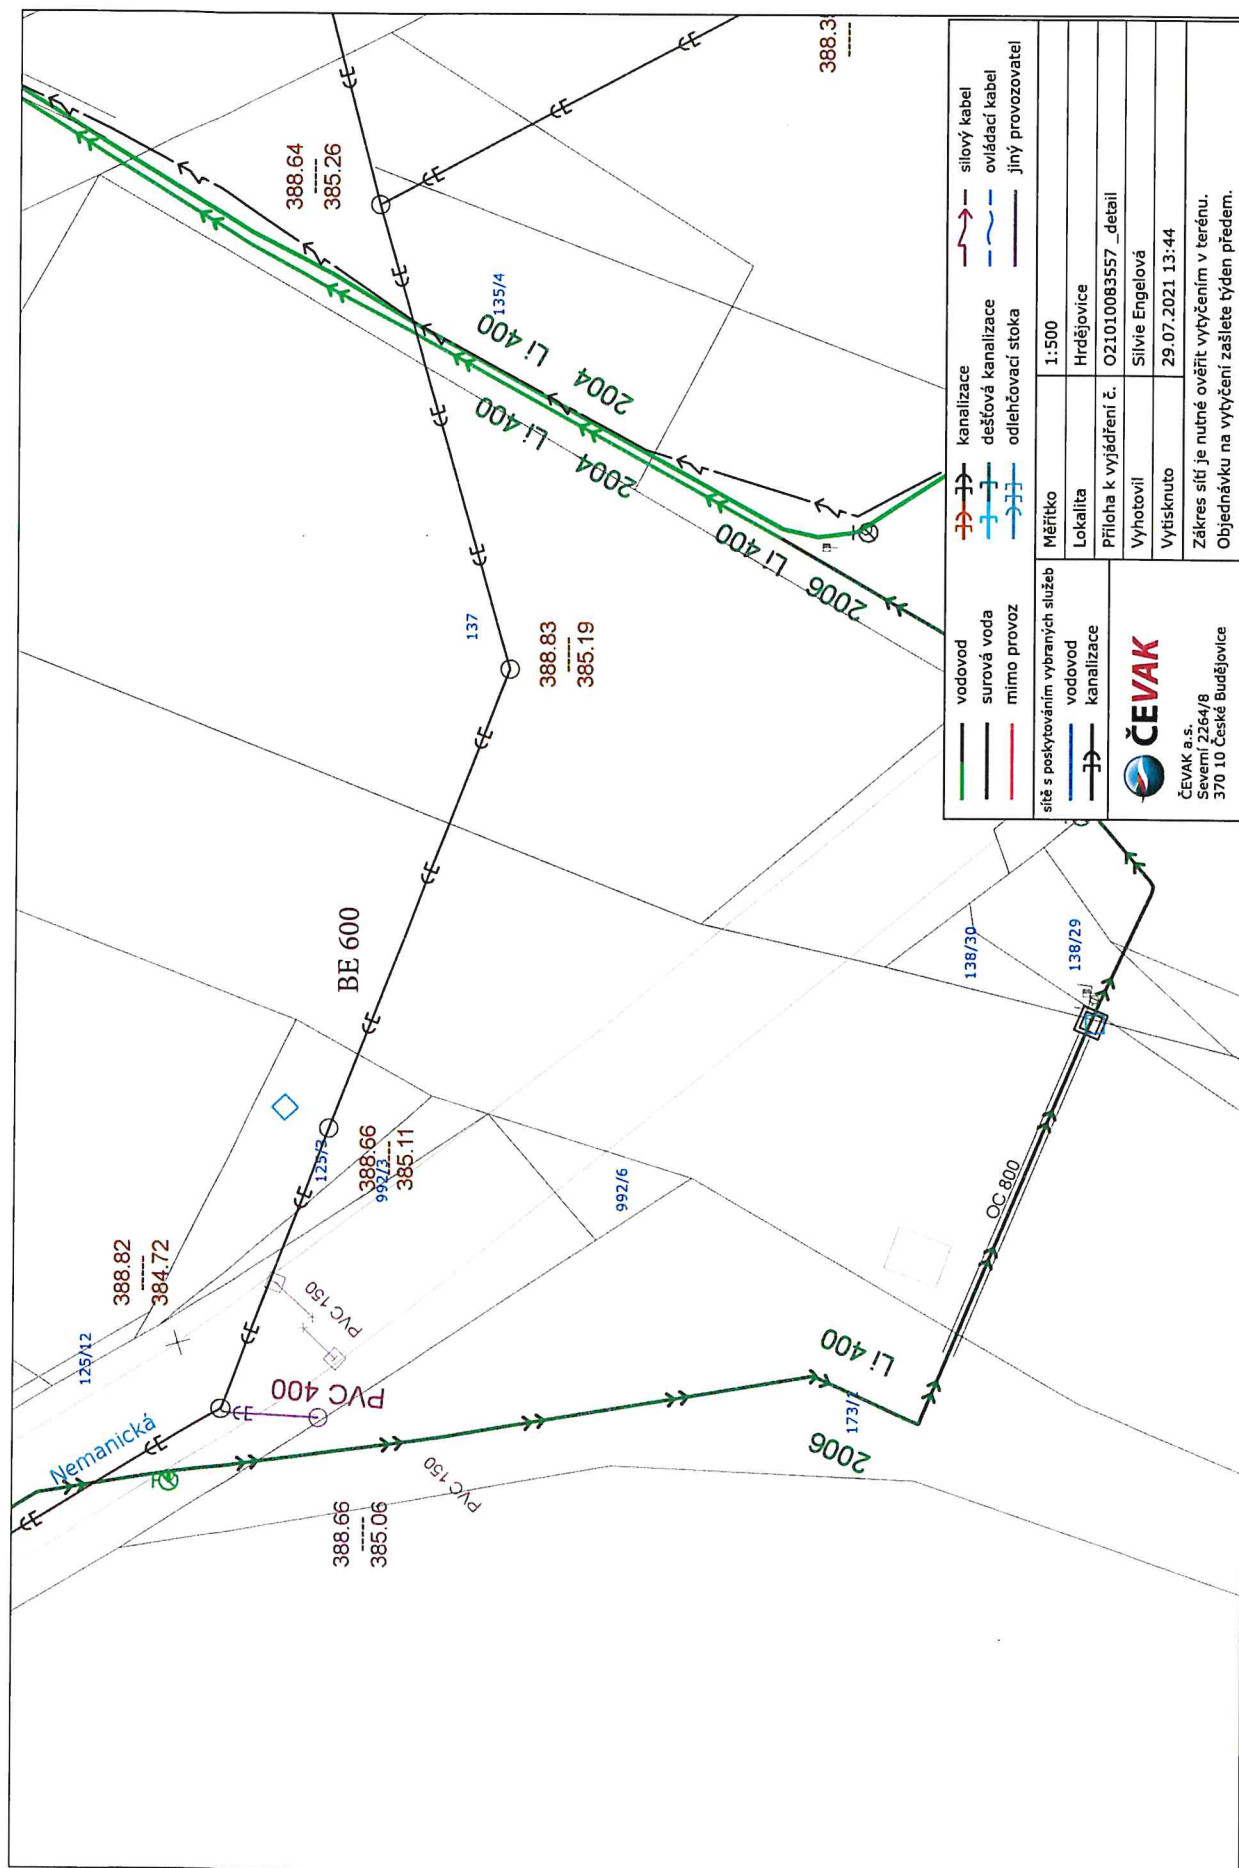 Nemanická
125/12
388.82
-----
384.72
PVC 400
PVC 150
PVC 150
388.66
-----
385.06
125/3
992/3
388.66
-----
385.11
992/6
BE 600
137
388.83
-----
385.19
388.64
-----
385.26
135/4
Li 400
2004
Li 400
2004
Li 400
2006
Li 400
2006
OC 800
138/30
138/29
vodovod
surová voda
mimo provoz
kanalizace
dešťová kanalizace
odlehčovací stoka
silový kabel
ovládací kabel
jiný provozovatel
sítě s poskytováním vybraných služeb
vodovod
kanalizace
Měřítko 1:500
Lokalita Hrdějovice
Příloha k vyjádření č. O21010083557 _detail
Vyhotovil Silvie Engelová
Vytisknuto 29.07.2021 13:44
ČEVAK
ČEVAK a.s.
Severní 2264/8
370 10 České Budějovice
Zákres sítí je nutné ověřit vytyčením v terénu.
Objednávku na vytyčení zašlete týden předem.